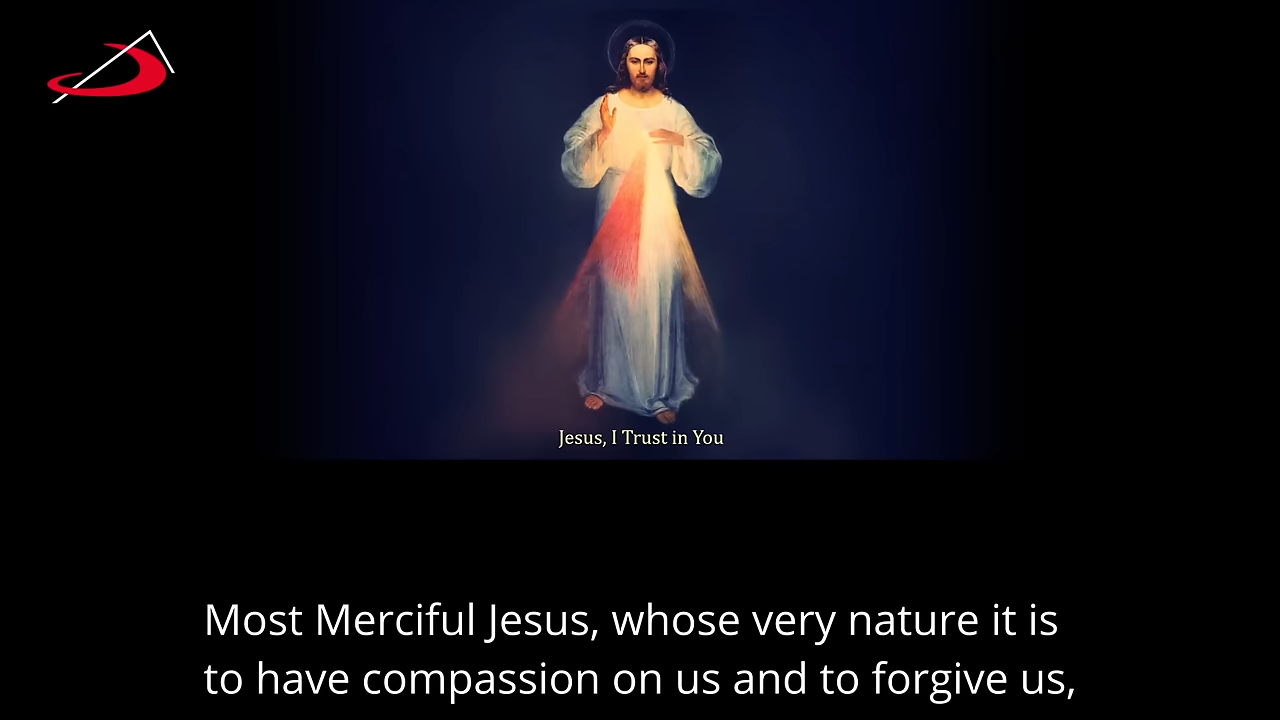 Jesus, I Trust in You
Most Merciful Jesus, whose very nature it is
to have compassion on us and to forgive us,